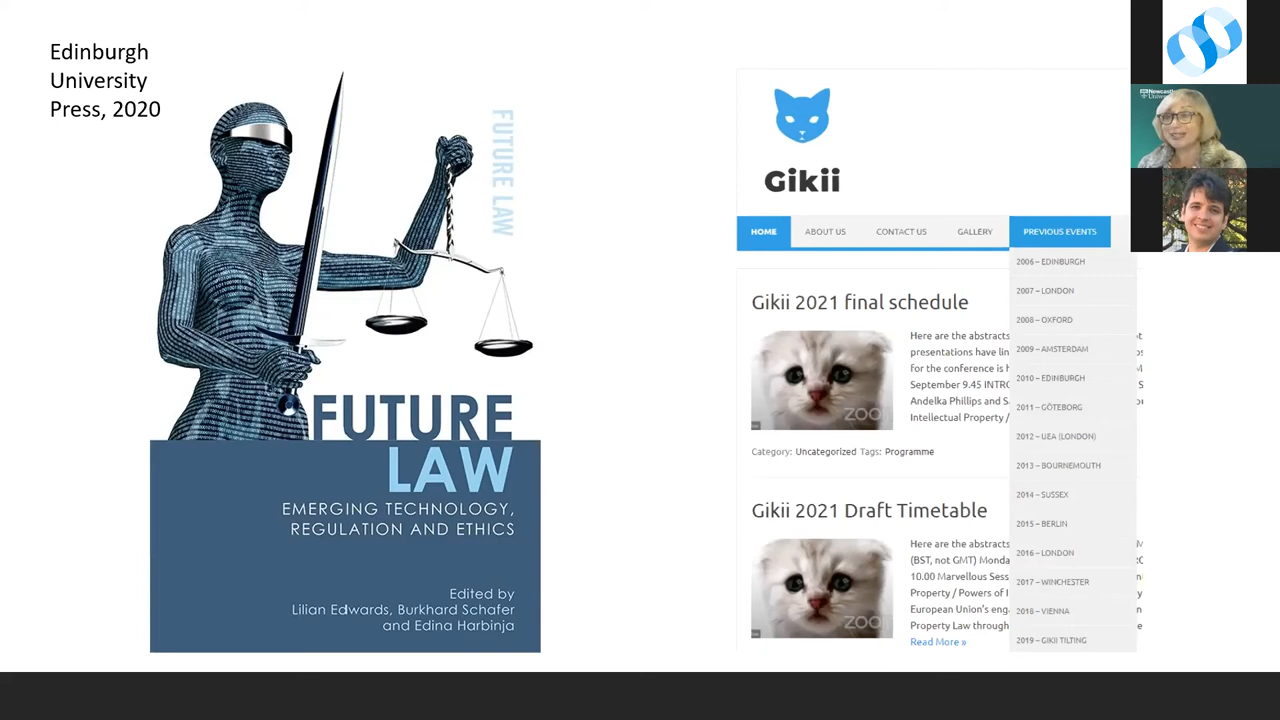 Edinburgh
University
Press, 2020
FUTURE LAW
FUTURE
LAW
EMERGING TECHNOLOGY,
REGULATION AND ETHICS
Edited by
Lilian Edwards, Burkhard Schafer
and Edina Harbinja
Gikii
HOME
ABOUT US
CONTACT US
GALLERY
PREVIOUS EVENTS
2006 – EDINBURGH
2007 – LONDON
2008 – OXFORD
2009 – AMSTERDAM
2010 – EDINBURGH
2011 – GÖTEBORG
2012 – UEA (LONDON)
2013 – BOURNEMOUTH
2014 – SUSSEX
2015 – BERLIN
2016 – LONDON
2017 – WINCHESTER
2018 – VIENNA
2019 – GIKII TILTING
Gikii 2021 final schedule
zoom
Here are the abstracts
presentations have lin
for the conference is h
September 9.45 INTRO
Andelka Phillips and Sa
Intellectual Property /
Category: Uncategorized Tags: Programme
Gikii 2021 Draft Timetable
zoom
Here are the abstracts
(BST, not GMT) Monda
10.00 Marvellous Sess
Property / Powers of I
European Union's eng
Property Law through
Read More »
Newcastle
University